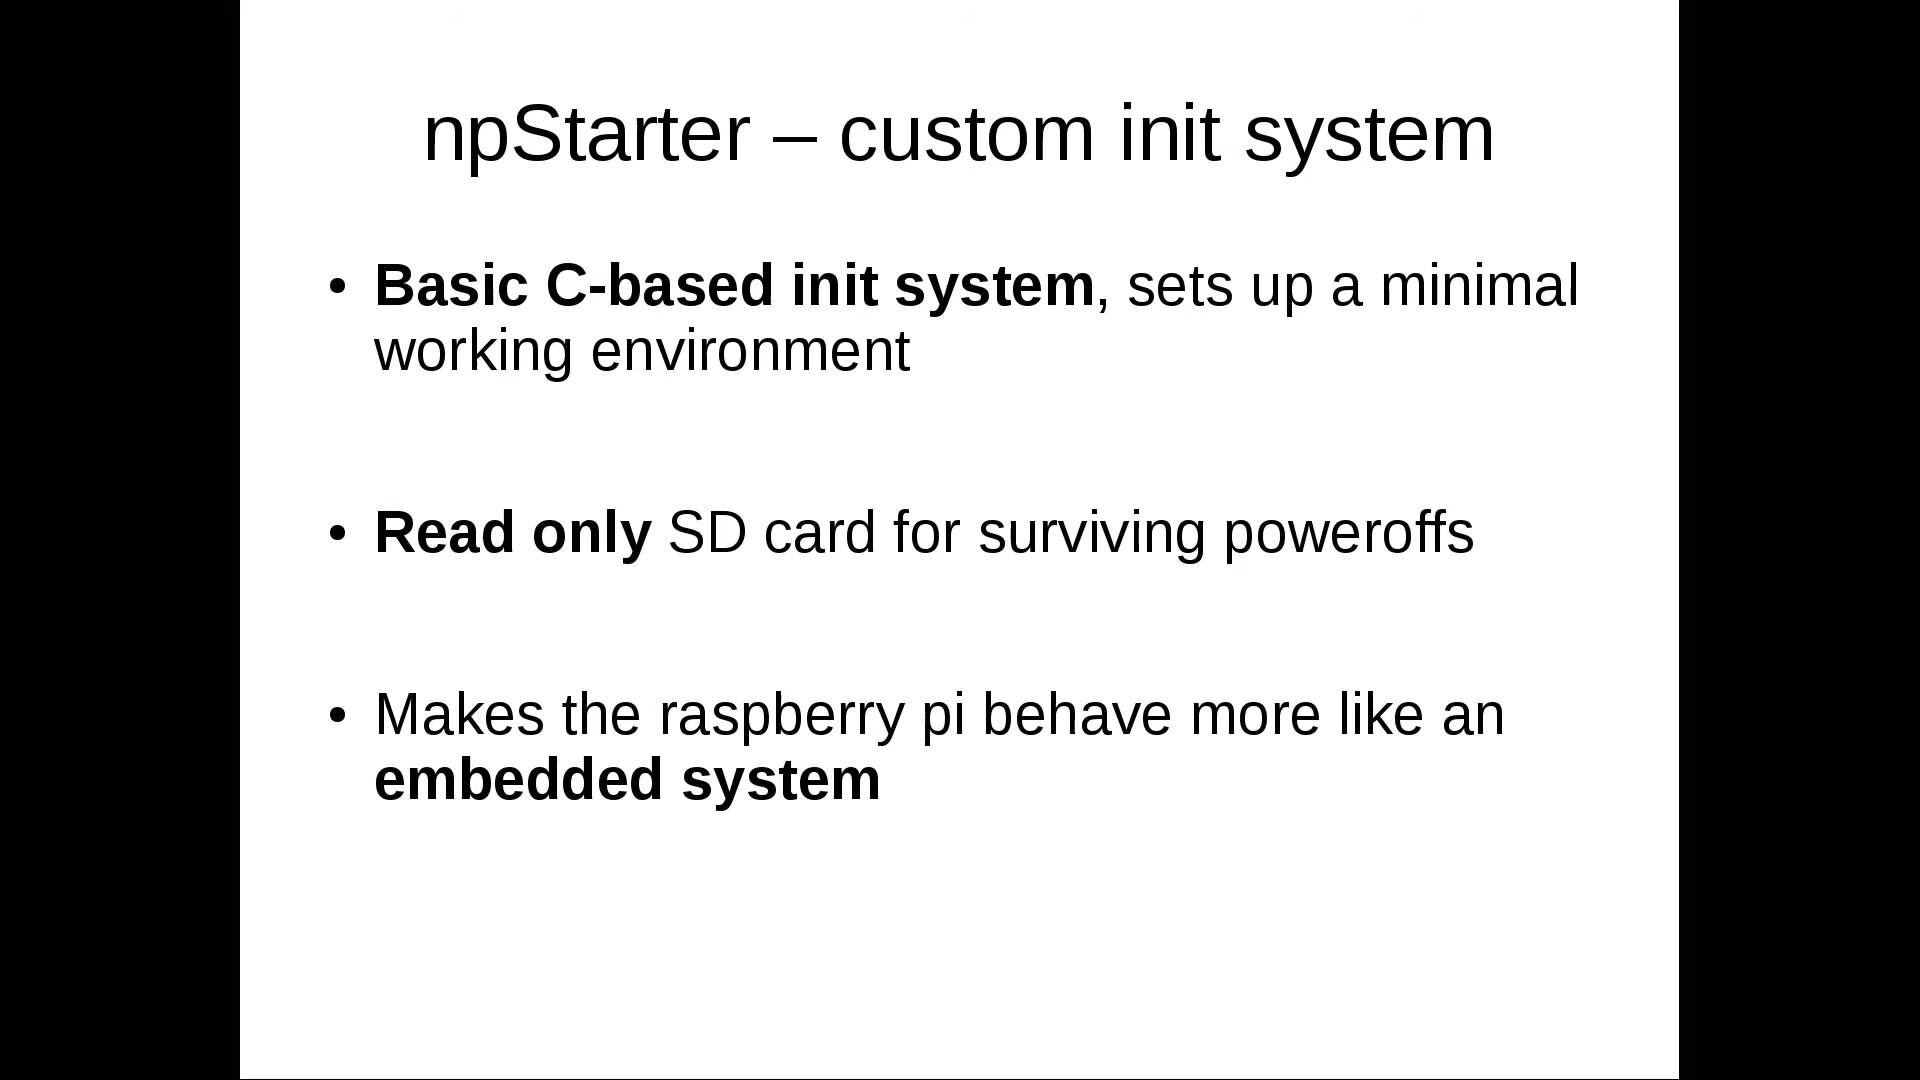 npStarter – custom init system
• Basic C-based init system, sets up a minimal
working environment
• Read only SD card for surviving poweroffs
• Makes the raspberry pi behave more like an
embedded system